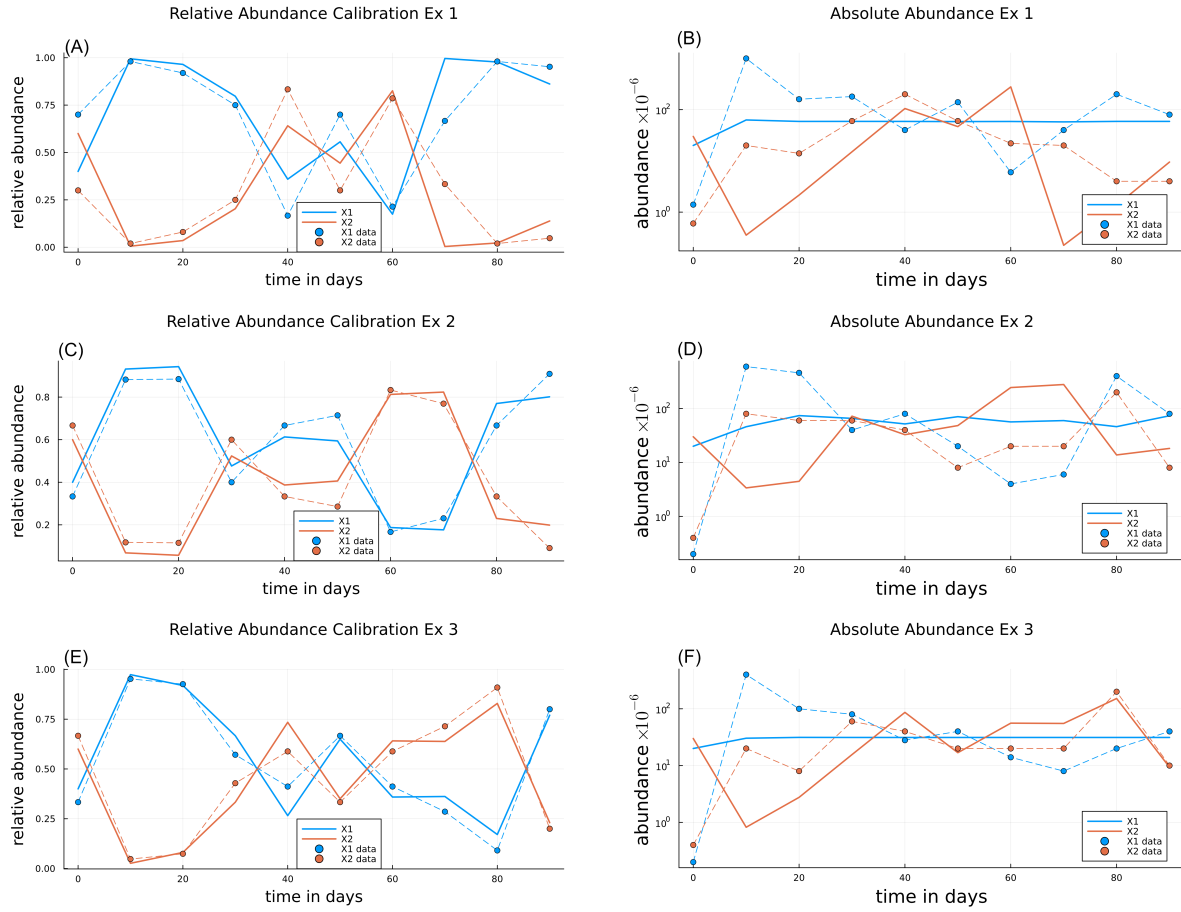 Relative Abundance Calibration Ex 1
(A)
relative abundance
1.00
0.75
0.50
0.25
0.00
X1
X2
X1 data
X2 data
0 20 40 60 80
time in days
Absolute Abundance Ex 1
(B)
abundance ×10⁻⁶
10²
10⁰
X1
X2
X1 data
X2 data
0 20 40 60 80
time in days
Relative Abundance Calibration Ex 2
(C)
relative abundance
0.8
0.6
0.4
0.2
X1
X2
X1 data
X2 data
0 20 40 60 80
time in days
Absolute Abundance Ex 2
(D)
abundance ×10⁻⁶
10²
10¹
10⁰
X1
X2
X1 data
X2 data
0 20 40 60 80
time in days
Relative Abundance Calibration Ex 3
(E)
relative abundance
1.00
0.75
0.50
0.25
0.00
X1
X2
X1 data
X2 data
0 20 40 60 80
time in days
Absolute Abundance Ex 3
(F)
abundance ×10⁻⁶
10²
10¹
10⁰
X1
X2
X1 data
X2 data
0 20 40 60 80
time in days